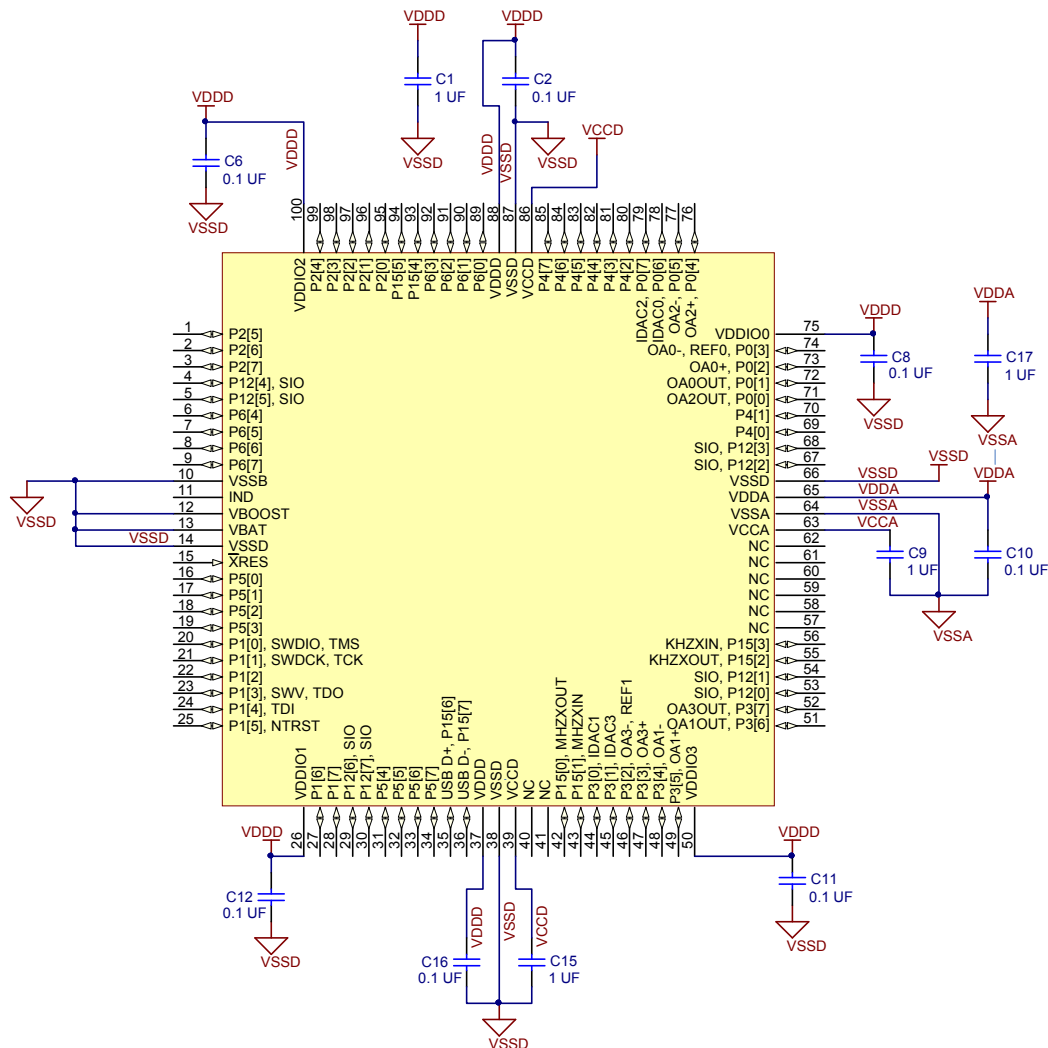 VDDD
VDDD
C1
1 UF
C2
0.1 UF
VSSD
VSSD
VDDD
VSSD
VCCD
VDDD
C6
0.1 UF
VSSD
VDDD
100
99
98
97
96
95
94
93
92
91
90
89
88
87
86
85
84
83
82
81
80
79
78
77
76
VDDIO2
P2[4]
P2[3]
P2[2]
P2[1]
P2[0]
P15[5]
P15[4]
P6[3]
P6[2]
P6[1]
P6[0]
VDDD
VSSD
VCCD
P4[7]
P4[6]
P4[5]
P4[4]
P4[3]
P4[2]
IDAC2, P0[7]
IDAC0, P0[6]
OA2-, P0[5]
OA2+, P0[4]
1 P2[5]
2 P2[6]
3 P2[7]
4 P12[4], SIO
5 P12[5], SIO
6 P6[4]
7 P6[5]
8 P6[6]
9 P6[7]
10 VSSB
11 IND
12 VBOOST
13 VBAT
VSSD 14 VSSD
15 XRES
16 P5[0]
17 P5[1]
18 P5[2]
19 P5[3]
20 P1[0], SWDIO, TMS
21 P1[1], SWDCK, TCK
22 P1[2]
23 P1[3], SWV, TDO
24 P1[4], TDI
25 P1[5], NTRST
VSSD
VDDIO0 75
OA0-, REF0, P0[3] 74
OA0+, P0[2] 73
OA0OUT, P0[1] 72
OA2OUT, P0[0] 71
P4[1] 70
P4[0] 69
SIO, P12[3] 68
SIO, P12[2] 67
VSSD 66 VSSD
VDDA 65 VDDA
VSSA 64 VSSA
VCCA 63 VCCA
NC 62
NC 61
NC 60
NC 59
NC 58
NC 57
KHZXIN, P15[3] 56
KHZXOUT, P15[2] 55
SIO, P12[1] 54
SIO, P12[0] 53
OA3OUT, P3[7] 52
OA1OUT, P3[6] 51
VDDD
C8
0.1 UF
VSSD
VDDA
C17
1 UF
VSSA
VSSD
VDDA
C9
1 UF
C10
0.1 UF
VSSA
VDDIO1
P1[6]
P1[7]
P12[6], SIO
P12[7], SIO
P5[4]
P5[5]
P5[6]
P5[7]
USB D+, P15[6]
USB D-, P15[7]
VDDD
VSSD
VCCD
NC
NC
P15[0], MHZXOUT
P15[1], MHZXIN
P3[0], IDAC1
P3[1], IDAC3
P3[2], OA3-, REF1
P3[3], OA3+
P3[4], OA1-
P3[5], OA1+
VDDIO3
26
27
28
29
30
31
32
33
34
35
36
37
38
39
40
41
42
43
44
45
46
47
48
49
50
VDDD
C12
0.1 UF
VSSD
VDDD
VSSD
VCCD
C16
0.1 UF
C15
1 UF
VSSD
VDDD
C11
0.1 UF
VSSD